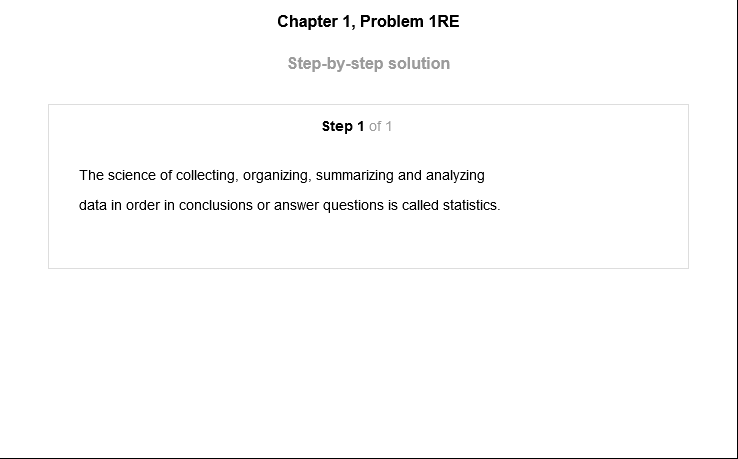 Chapter 1, Problem 1RE
Step-by-step solution
Step 1 of 1
The science of collecting, organizing, summarizing and analyzing
data in order in conclusions or answer questions is called statistics.